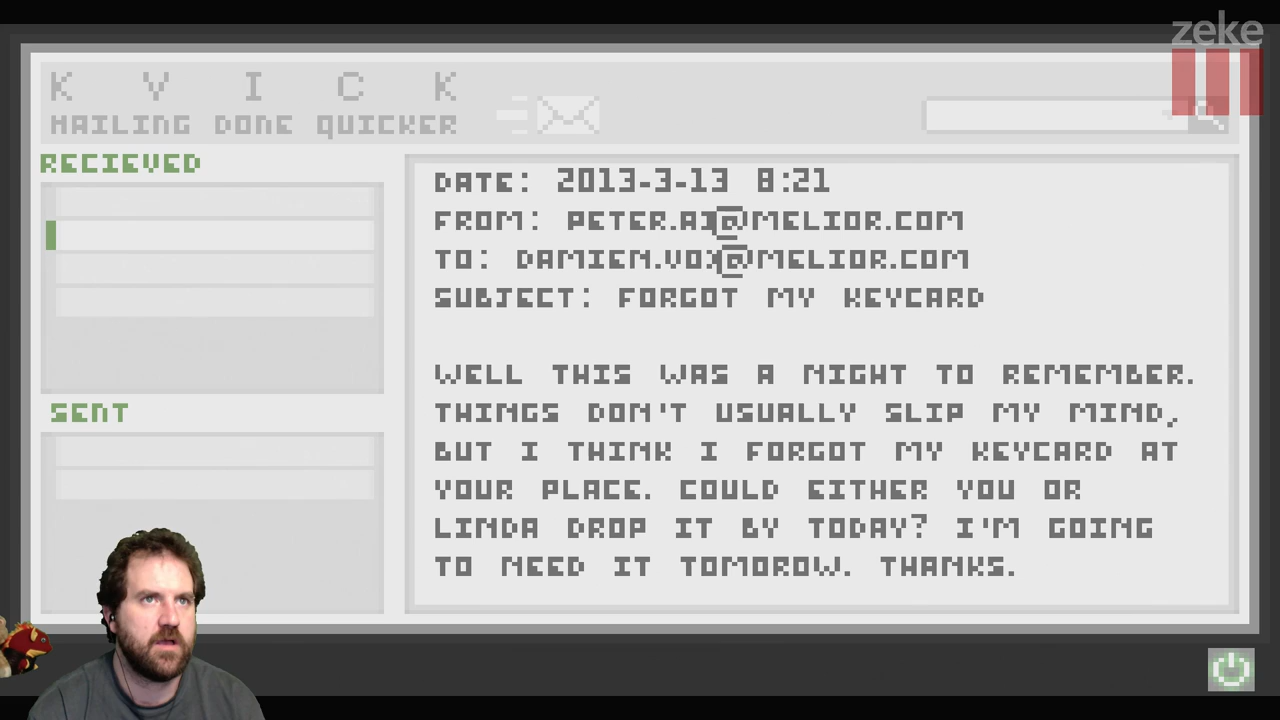 zeke
K V I C K
MAILING DONE QUICKER
RECIEVED
DATE: 2013-3-13 8:21
FROM: PETER.AI@MELIOR.COM
TO: DAMIEN.VOX@MELIOR.COM
SUBJECT: FORGOT MY KEYCARD
WELL THIS WAS A NIGHT TO REMEMBER.
THINGS DON'T USUALLY SLIP MY MIND,
BUT I THINK I FORGOT MY KEYCARD AT
YOUR PLACE. COULD EITHER YOU OR
LINDA DROP IT BY TODAY? I'M GOING
TO NEED IT TOMOROW. THANKS.
SENT